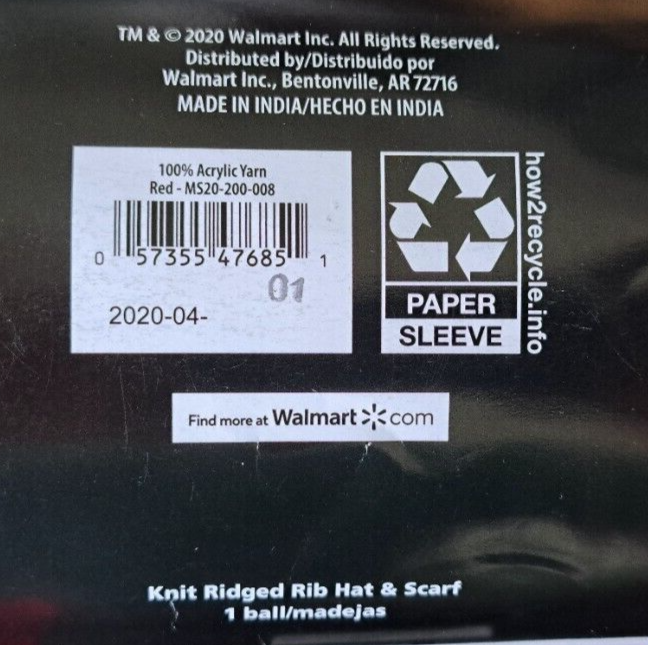 TM & © 2020 Walmart Inc. All Rights Reserved.
Distributed by/Distribuido por
Walmart Inc., Bentonville, AR 72716
MADE IN INDIA/HECHO EN INDIA
100% Acrylic Yarn
Red - MS20-200-008
0 57355 47685 1
01
2020-04-
how2recycle.info
PAPER
SLEEVE
Find more at Walmart com
Knit Ridged Rib Hat & Scarf
1 ball/madejas